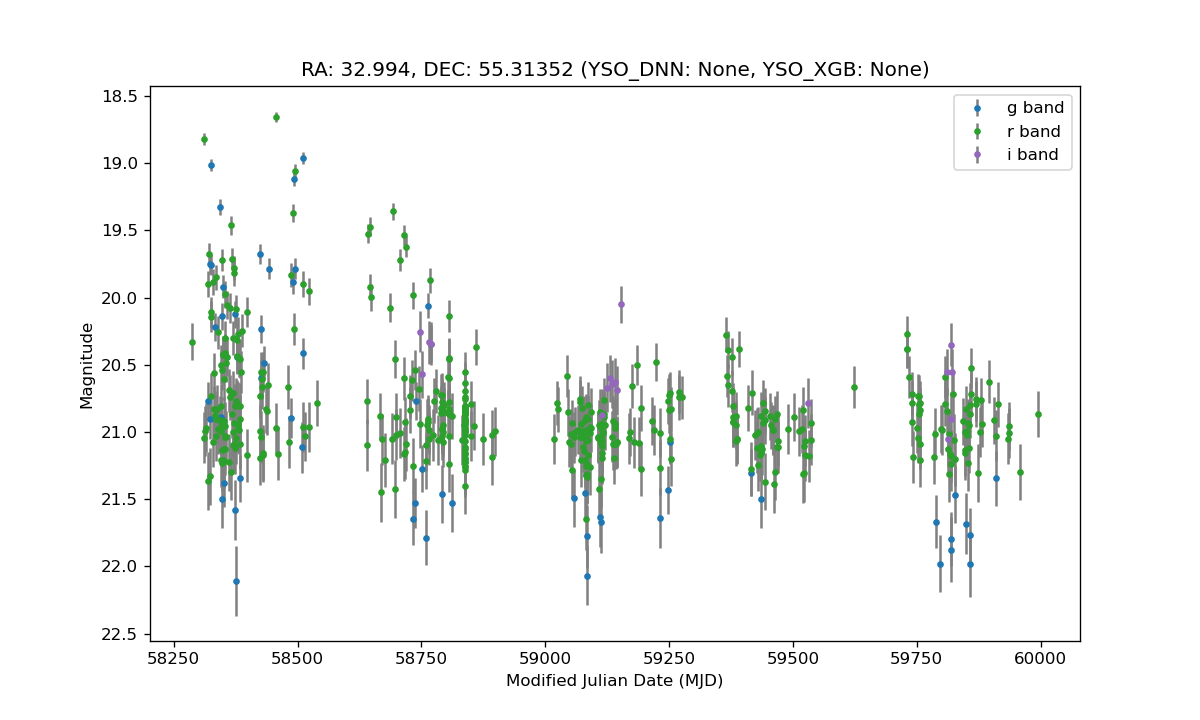 RA: 32.994, DEC: 55.31352 (YSO_DNN: None, YSO_XGB: None)
g band
r band
i band
18.5
19.0
19.5
20.0
20.5
21.0
21.5
22.0
22.5
Magnitude
58250 58500 58750 59000 59250 59500 59750 60000
Modified Julian Date (MJD)